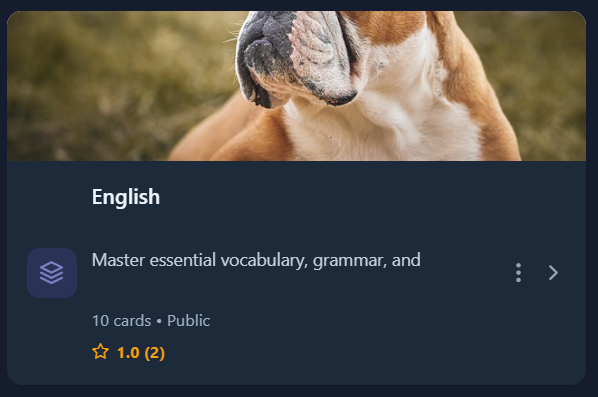 English
Master essential vocabulary, grammar, and
10 cards • Public
1.0 (2)